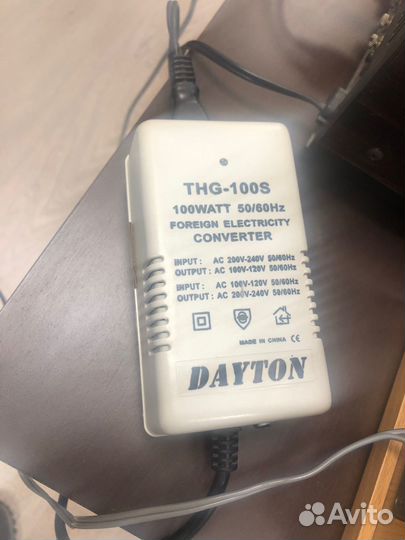 THG-100S
100WATT 50/60Hz
FOREIGN ELECTRICITY
CONVERTER
INPUT : AC 200V-240V 50/60Hz
OUTPUT : AC 100V-120V 50/60Hz
INPUT : AC 100V-120V 50/60Hz
OUTPUT : AC 200V-240V 50/60Hz
MADE IN CHINA CE
DAYTON
Avito